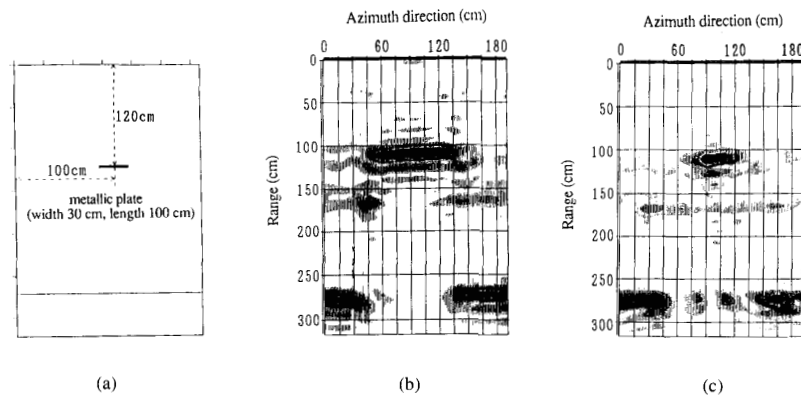 120cm
100cm
metallic plate
(width 30 cm, length 100 cm)
(a)
Azimuth direction (cm)
0 60 120 180
Range (cm)
0
50
100
150
200
250
300
(b)
Azimuth direction (cm)
0 60 120 180
Range (cm)
0
50
100
150
200
250
300
(c)